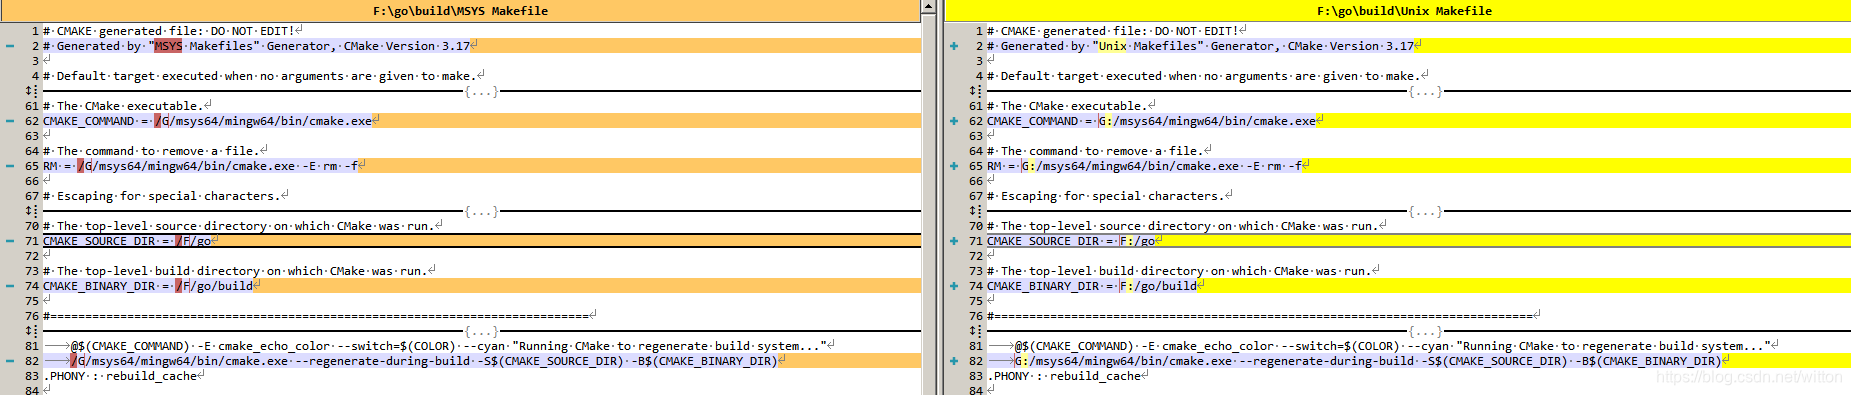 F:\go\build\MSYS Makefile
1 # CMAKE generated file: DO NOT EDIT!
2 # Generated by "MSYS Makefiles" Generator, CMake Version 3.17
3
4 # Default target executed when no arguments are given to make.
{...}
61 # The CMake executable.
62 CMAKE_COMMAND = /G/msys64/mingw64/bin/cmake.exe
63
64 # The command to remove a file.
65 RM = /G/msys64/mingw64/bin/cmake.exe -E rm -f
66
67 # Escaping for special characters.
{...}
70 # The top-level source directory on which CMake was run.
71 CMAKE_SOURCE_DIR = /F/go
72
73 # The top-level build directory on which CMake was run.
74 CMAKE_BINARY_DIR = /F/go/build
75
76 #=============================================================================
{...}
81 @$(CMAKE_COMMAND) -E cmake_echo_color --switch=$(COLOR) --cyan "Running CMake to regenerate build system..."
82 /G/msys64/mingw64/bin/cmake.exe --regenerate-during-build -S$(CMAKE_SOURCE_DIR) -B$(CMAKE_BINARY_DIR)
83 .PHONY : rebuild_cache
84
F:\go\build\Unix Makefile
1 # CMAKE generated file: DO NOT EDIT!
2 # Generated by "Unix Makefiles" Generator, CMake Version 3.17
3
4 # Default target executed when no arguments are given to make.
{...}
61 # The CMake executable.
62 CMAKE_COMMAND = G:/msys64/mingw64/bin/cmake.exe
63
64 # The command to remove a file.
65 RM = G:/msys64/mingw64/bin/cmake.exe -E rm -f
66
67 # Escaping for special characters.
{...}
70 # The top-level source directory on which CMake was run.
71 CMAKE_SOURCE_DIR = F:/go
72
73 # The top-level build directory on which CMake was run.
74 CMAKE_BINARY_DIR = F:/go/build
75
76 #=============================================================================
{...}
81 @$(CMAKE_COMMAND) -E cmake_echo_color --switch=$(COLOR) --cyan "Running CMake to regenerate build system..."
82 G:/msys64/mingw64/bin/cmake.exe --regenerate-during-build -S$(CMAKE_SOURCE_DIR) -B$(CMAKE_BINARY_DIR)
83 .PHONY : rebuild_cache
84
https://blog.csdn.net/witton